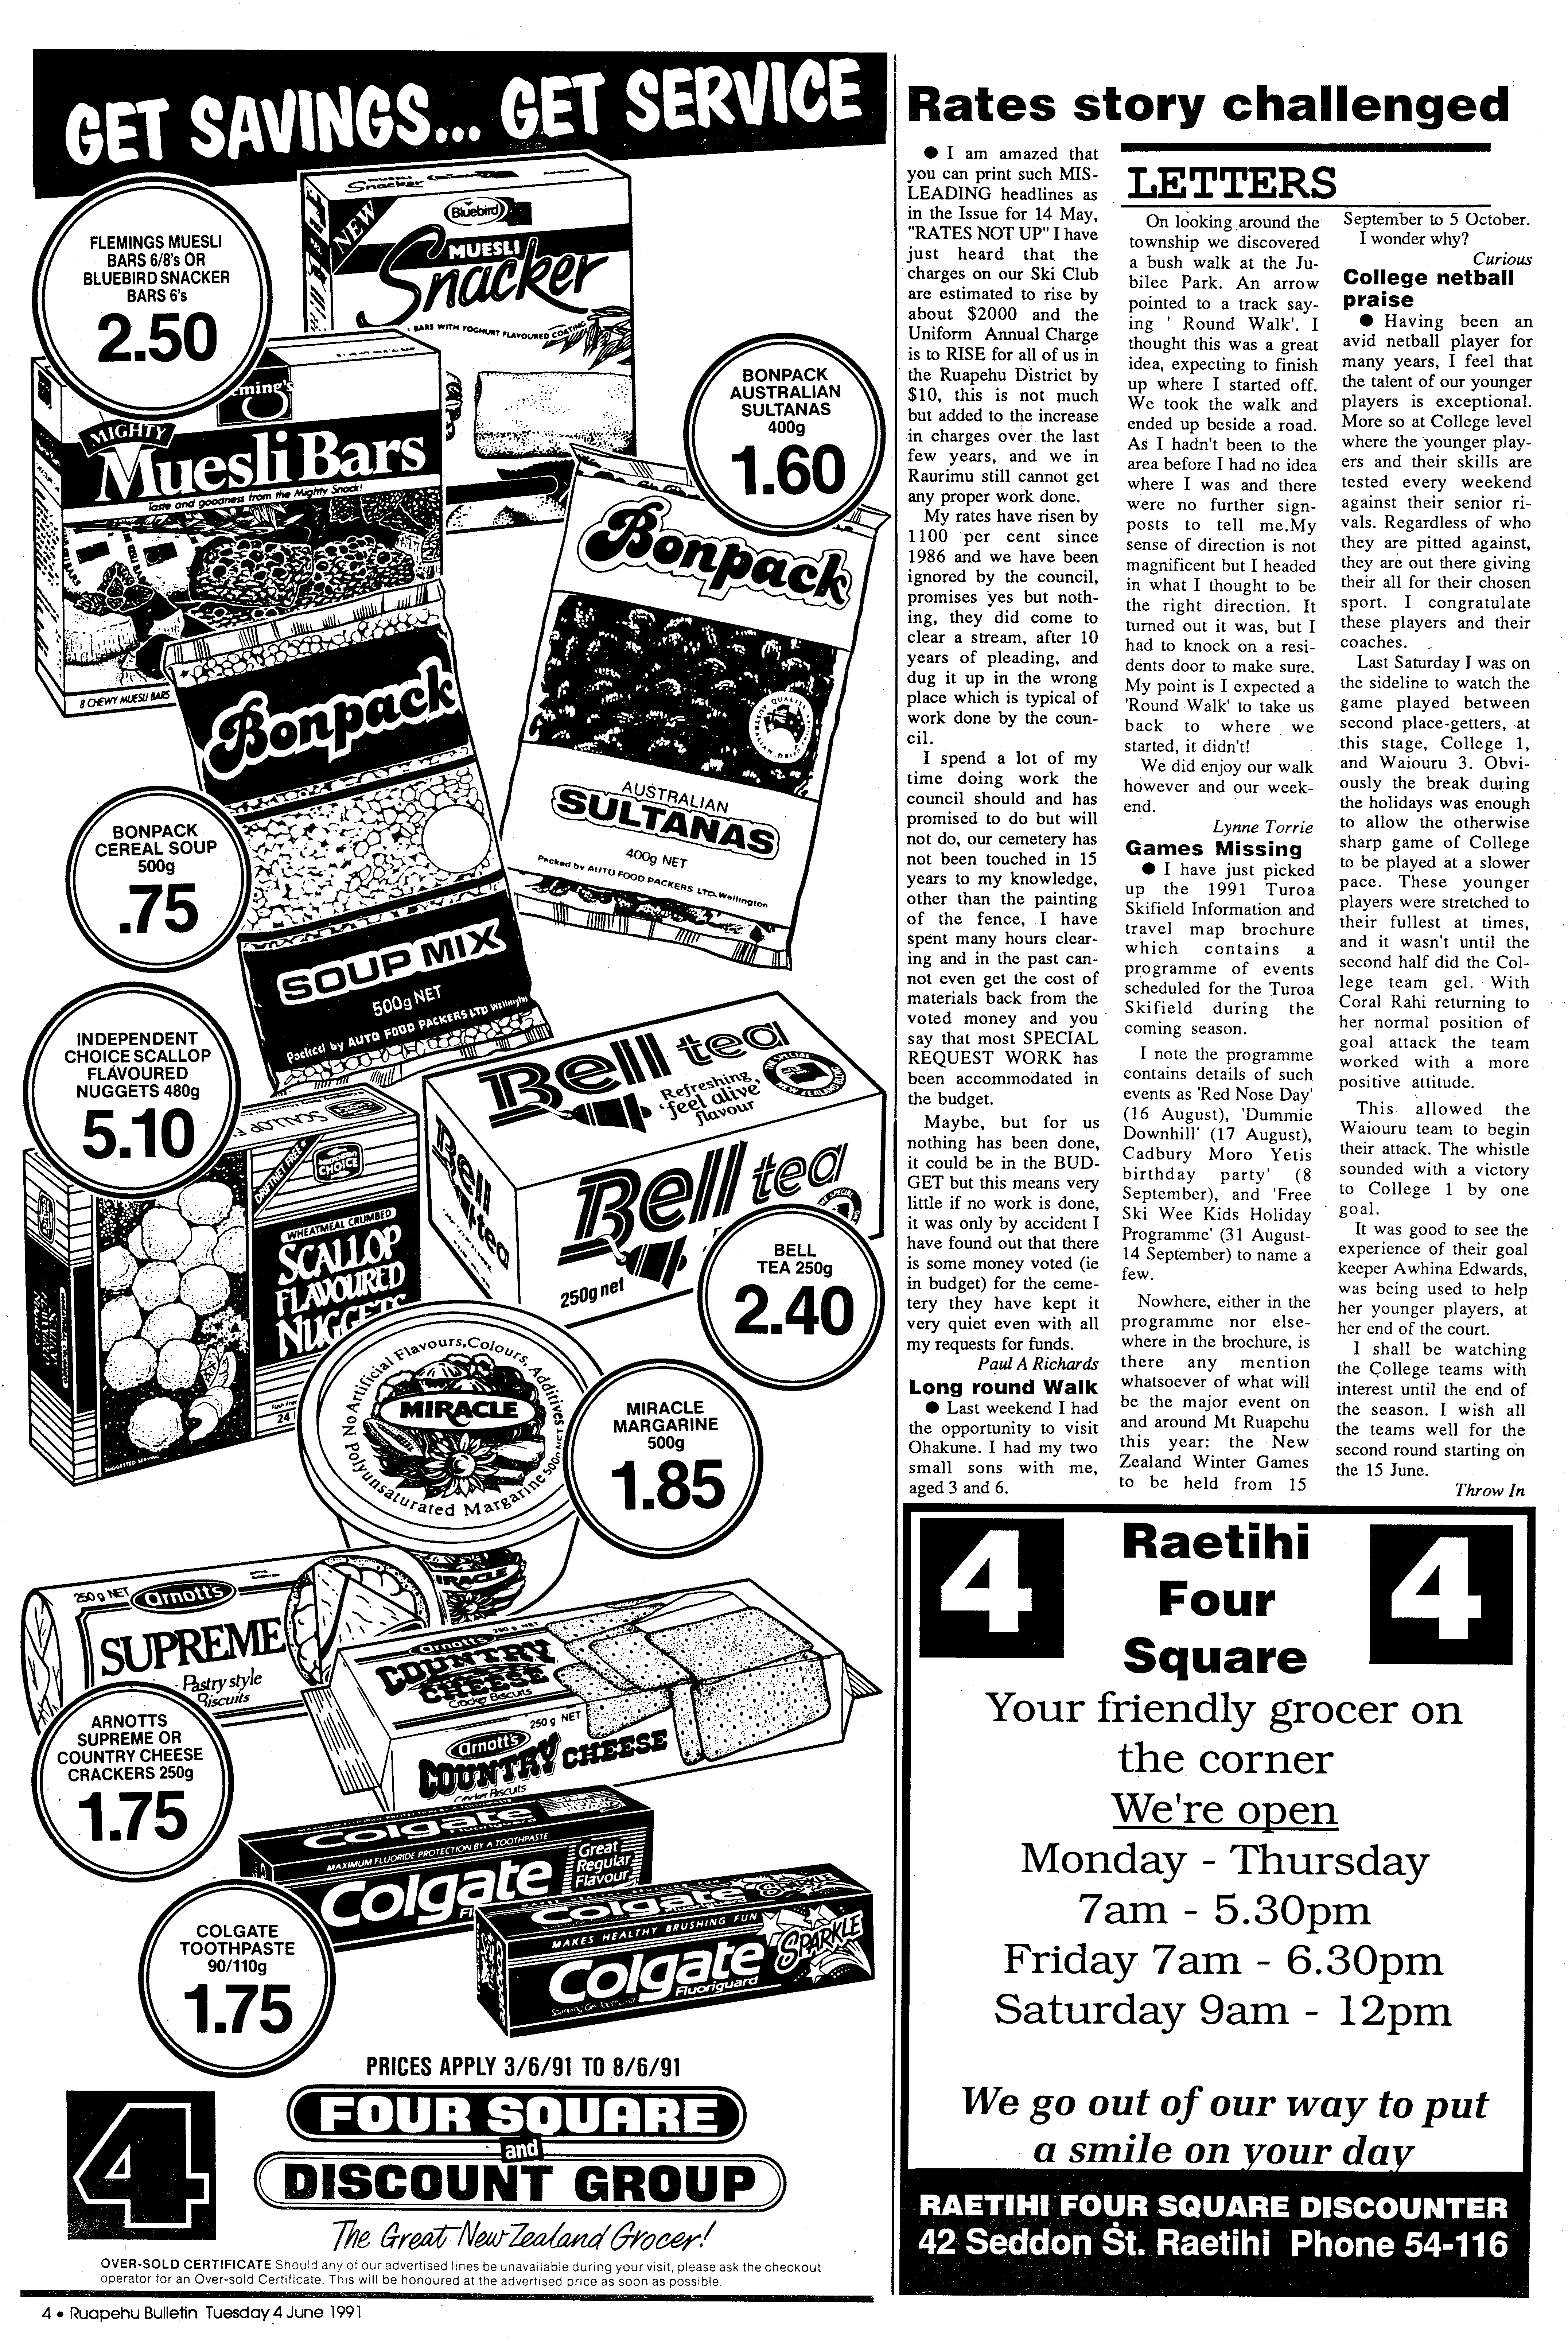 GET SAVINGS... GET SERVICE
FLEMINGS MUESLI
BARS 6/8's OR
BLUEBIRD SNACKER
BARS 6's
2.50
NEW
Bluebird
MUESLI
Snacker
BARS WITH YOGHURT FLAVOURED COATING
MIGHTY
Muesli Bars
Taste and goodness from the Mighty Snack!
8 CHEWY MUESLI BARS
BONPACK
AUSTRALIAN
SULTANAS
400g
1.60
Bonpack
AUSTRALIAN
SULTANAS
400g NET
Packed by AUTO FOOD PACKERS LTD. Wellington
BONPACK
CEREAL SOUP
500g
.75
Bonpack
SOUP MIX
500g NET
Packed by AUTO FOOD PACKERS LTD Wellington
INDEPENDENT
CHOICE SCALLOP
FLAVOURED
NUGGETS 480g
5.10
DRIFTNET FREE
INDEPENDENT
CHOICE
WHEATMEAL CRUMBED
SCALLOP
FLAVOURED
NUGGETS
24
SUGGESTED SERVING
Bell tea
Refreshing
'feel alive'
flavour
Bell tea
Bell tea
250g net
BELL
TEA 250g
2.40
No Artificial Flavours, Colours, Additives
MIRACLE
Polyunsaturated Margarine 500g NET
MIRACLE
MARGARINE
500g
1.85
250 g NET
Arnott's
SUPREME
Pastry style
Biscuits
Arnott's
250 g NET
COUNTRY
CHEESE
Cracker Biscuits
250 g NET
Arnott's
COUNTRY CHEESE
Cracker Biscuits
ARNOTTS
SUPREME OR
COUNTRY CHEESE
CRACKERS 250g
1.75
Colgate
MAXIMUM FLUORIDE PROTECTION BY A TOOTHPASTE
Colgate
Great
Regular
Flavour
Colgate
SPARKLE
MAKES HEALTHY BRUSHING FUN
Colgate
Fluoriguard
SPARKLE
COLGATE
TOOTHPASTE
90/110g
1.75
PRICES APPLY 3/6/91 TO 8/6/91
4
FOUR SQUARE
and
DISCOUNT GROUP
The Great New Zealand Grocer!
OVER-SOLD CERTIFICATE Should any of our advertised lines be unavailable during your visit, please ask the checkout
operator for an Over-sold Certificate. This will be honoured at the advertised price as soon as possible.
4 • Ruapehu Bulletin Tuesday 4 June 1991
Rates story challenged
● I am amazed that
you can print such MIS-
LEADING headlines as
in the Issue for 14 May,
"RATES NOT UP" I have
just heard that the
charges on our Ski Club
are estimated to rise by
about $2000 and the
Uniform Annual Charge
is to RISE for all of us in
the Ruapehu District by
$10, this is not much
but added to the increase
in charges over the last
few years, and we in
Raurimu still cannot get
any proper work done.
My rates have risen by
1100 per cent since
1986 and we have been
ignored by the council,
promises yes but noth-
ing, they did come to
clear a stream, after 10
years of pleading, and
dug it up in the wrong
place which is typical of
work done by the coun-
cil.
I spend a lot of my
time doing work the
council should and has
promised to do but will
not do, our cemetery has
not been touched in 15
years to my knowledge,
other than the painting
of the fence, I have
spent many hours clear-
ing and in the past can-
not even get the cost of
materials back from the
voted money and you
say that most SPECIAL
REQUEST WORK has
been accommodated in
the budget.
Maybe, but for us
nothing has been done,
it could be in the BUD-
GET but this means very
little if no work is done,
it was only by accident I
have found out that there
is some money voted (ie
in budget) for the ceme-
tery they have kept it
very quiet even with all
my requests for funds.
Paul A Richards
Long round Walk
● Last weekend I had
the opportunity to visit
Ohakune. I had my two
small sons with me,
aged 3 and 6.
LETTERS
On looking around the
township we discovered
a bush walk at the Ju-
bilee Park. An arrow
pointed to a track say-
ing ' Round Walk'. I
thought this was a great
idea, expecting to finish
up where I started off.
We took the walk and
ended up beside a road.
As I hadn't been to the
area before I had no idea
where I was and there
were no further sign-
posts to tell me.My
sense of direction is not
magnificent but I headed
in what I thought to be
the right direction. It
turned out it was, but I
had to knock on a resi-
dents door to make sure.
My point is I expected a
'Round Walk' to take us
back to where we
started, it didn't!
We did enjoy our walk
however and our week-
end.
Lynne Torrie
Games Missing
● I have just picked
up the 1991 Turoa
Skifield Information and
travel map brochure
which contains a
programme of events
scheduled for the Turoa
Skifield during the
coming season.
I note the programme
contains details of such
events as 'Red Nose Day'
(16 August), 'Dummie
Downhill' (17 August),
Cadbury Moro Yetis
birthday party' (8
September), and 'Free
Ski Wee Kids Holiday
Programme' (31 August-
14 September) to name a
few.
Nowhere, either in the
programme nor else-
where in the brochure, is
there any mention
whatsoever of what will
be the major event on
and around Mt Ruapehu
this year: the New
Zealand Winter Games
to be held from 15
September to 5 October.
I wonder why?
Curious
College netball
praise
● Having been an
avid netball player for
many years, I feel that
the talent of our younger
players is exceptional.
More so at College level
where the younger play-
ers and their skills are
tested every weekend
against their senior ri-
vals. Regardless of who
they are pitted against,
they are out there giving
their all for their chosen
sport. I congratulate
these players and their
coaches.
Last Saturday I was on
the sideline to watch the
game played between
second place-getters, at
this stage, College 1,
and Waiouru 3. Obvi-
ously the break during
the holidays was enough
to allow the otherwise
sharp game of College
to be played at a slower
pace. These younger
players were stretched to
their fullest at times,
and it wasn't until the
second half did the Col-
lege team gel. With
Coral Rahi returning to
her normal position of
goal attack the team
worked with a more
positive attitude.
This allowed the
Waiouru team to begin
their attack. The whistle
sounded with a victory
to College 1 by one
goal.
It was good to see the
experience of their goal
keeper Awhina Edwards,
was being used to help
her younger players, at
her end of the court.
I shall be watching
the College teams with
interest until the end of
the season. I wish all
the teams well for the
second round starting on
the 15 June.
Throw In
4 Raetihi 4
Four
Square
Your friendly grocer on
the corner
We're open
Monday - Thursday
7am - 5.30pm
Friday 7am - 6.30pm
Saturday 9am - 12pm
We go out of our way to put
a smile on your day
RAETIHI FOUR SQUARE DISCOUNTER
42 Seddon St. Raetihi Phone 54-116